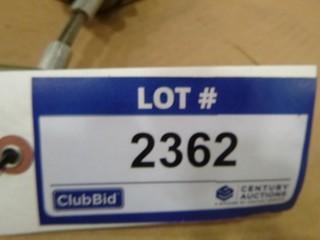 LOT #
2362
ClubBid
CENTURY
AUCTIONS